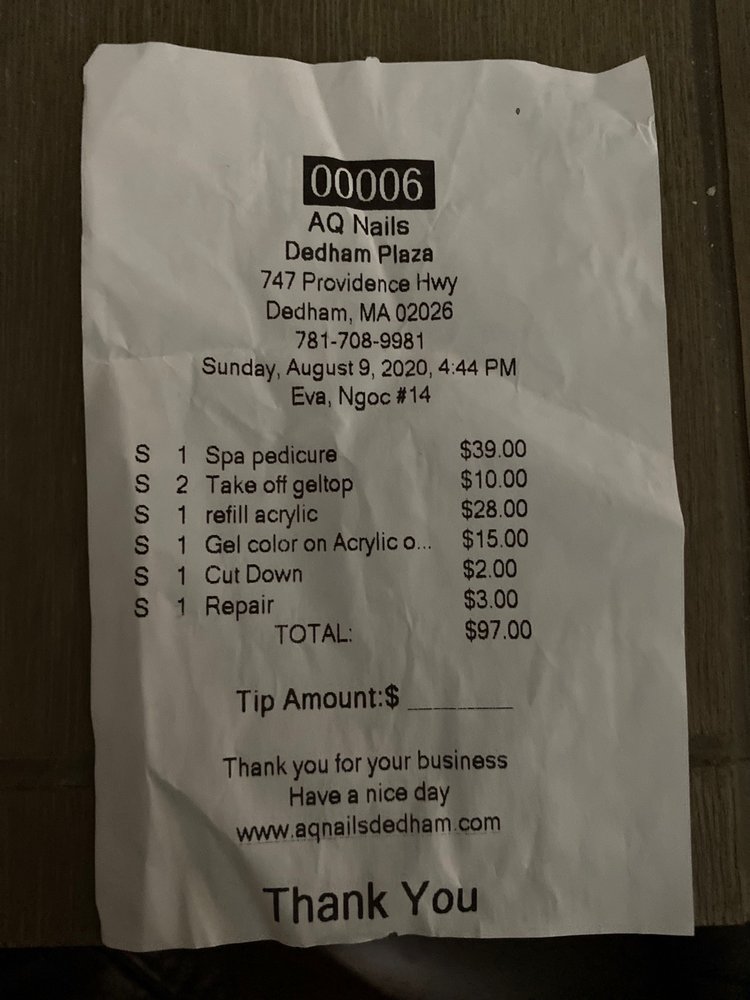 00006
AQ Nails
Dedham Plaza
747 Providence Hwy
Dedham, MA 02026
781-708-9981
Sunday, August 9, 2020, 4:44 PM
Eva, Ngoc #14
S 1 Spa pedicure $39.00
S 2 Take off geltop $10.00
S 1 refill acrylic $28.00
S 1 Gel color on Acrylic o... $15.00
S 1 Cut Down $2.00
S 1 Repair $3.00
TOTAL: $97.00
Tip Amount:$ ________
Thank you for your business
Have a nice day
www.aqnailsdedham.com
Thank You